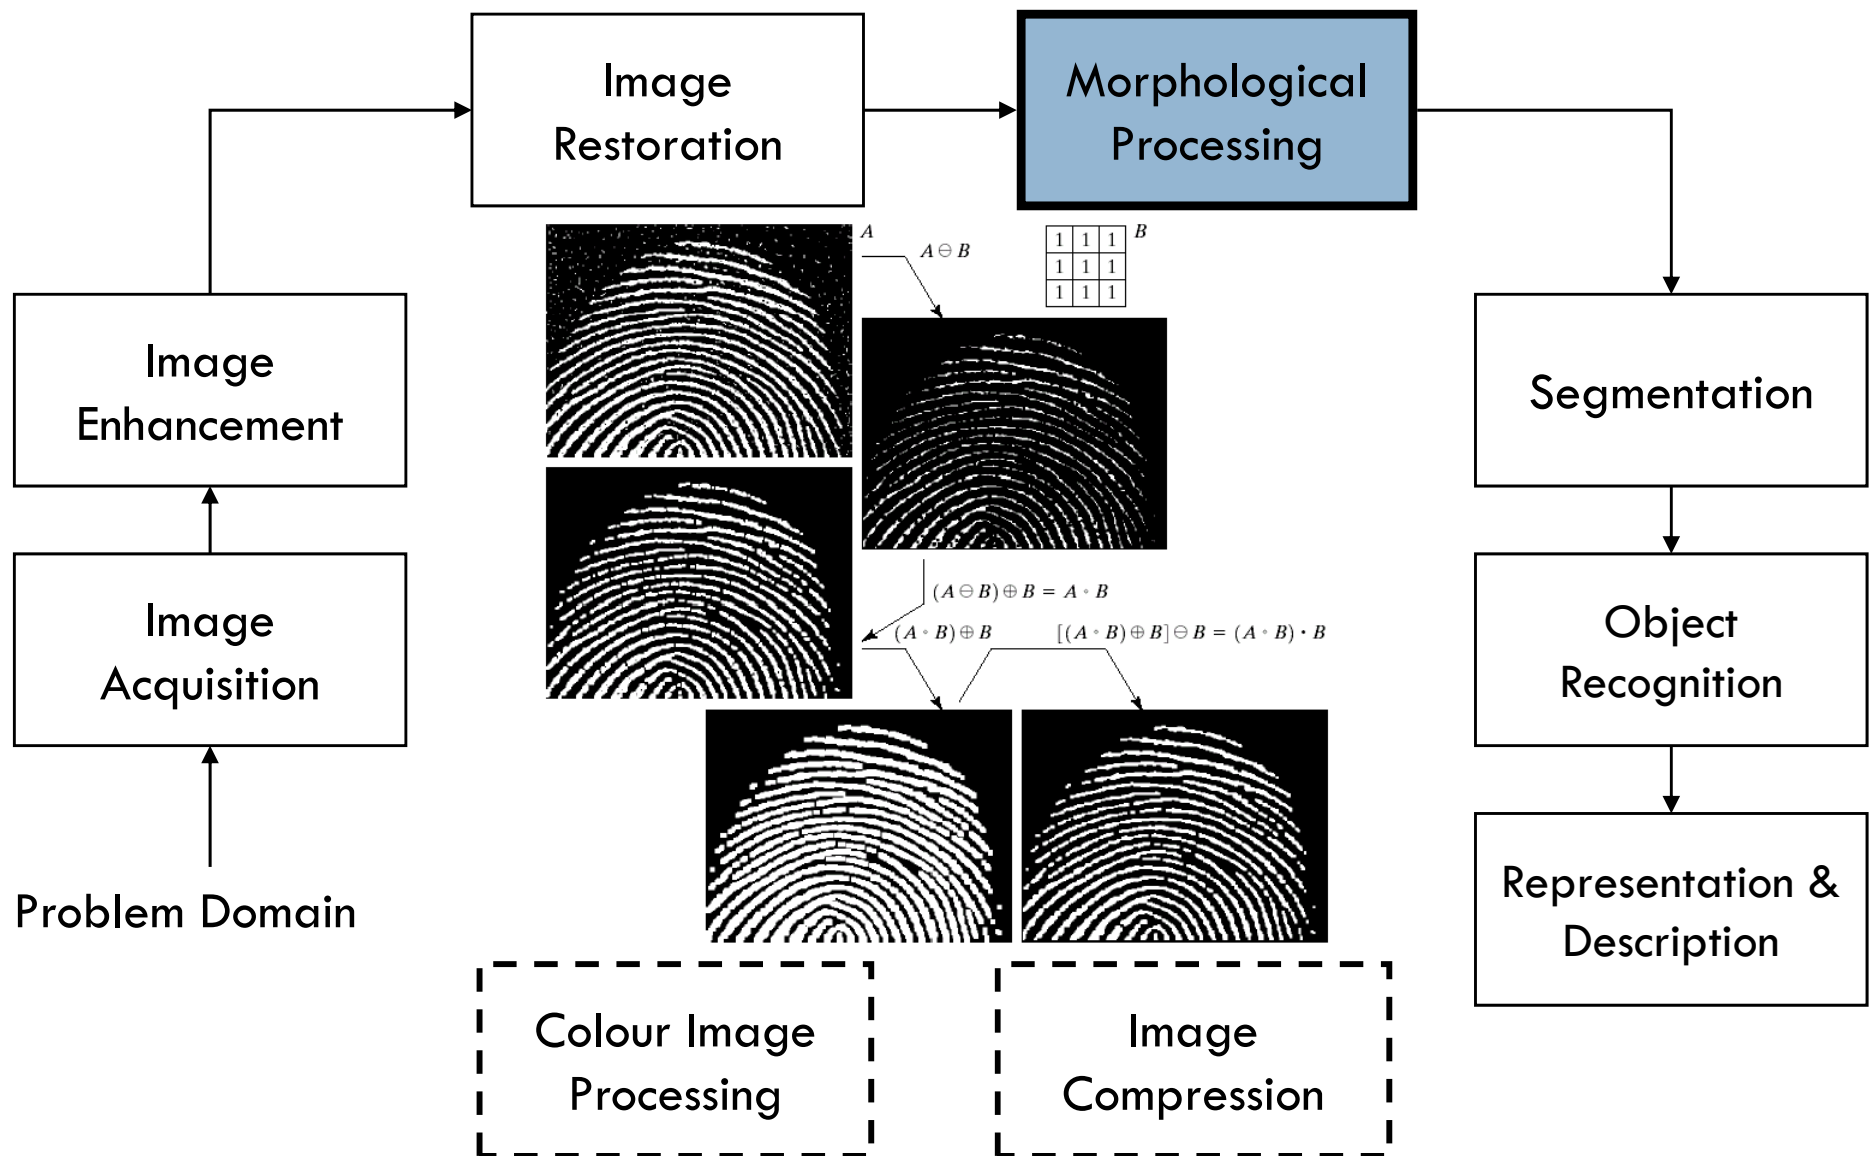 Image
Restoration
Morphological
Processing
A
A ⊖ B
1 1 1
1 1 1
1 1 1
B
Image
Enhancement
Segmentation
(A ⊖ B) ⊕ B = A ∘ B
(A ∘ B) ⊕ B
[(A ∘ B) ⊕ B] ⊖ B = (A ∘ B) • B
Image
Acquisition
Object
Recognition
Problem Domain
Representation &
Description
Colour Image
Processing
Image
Compression